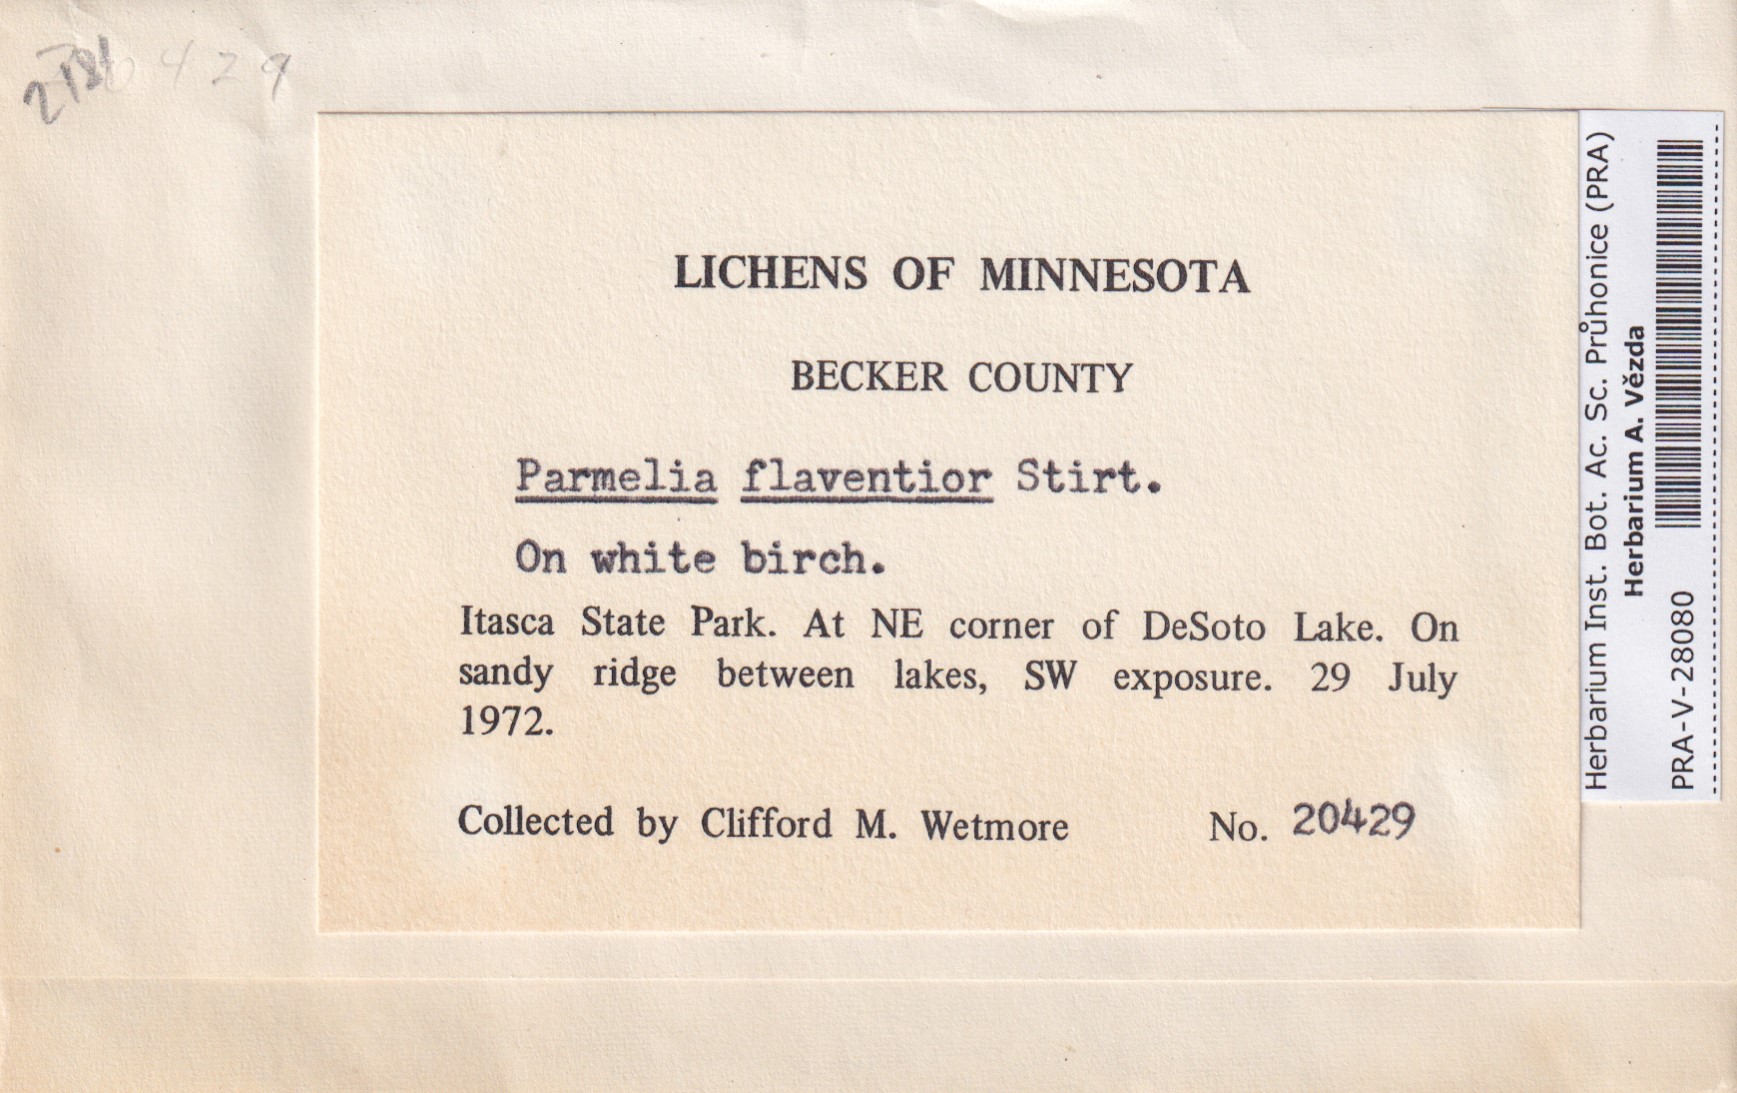 429
LICHENS OF MINNESOTA
BECKER COUNTY
Parmelia flaventior Stirt.
On white birch.
Itasca State Park. At NE corner of DeSoto Lake. On
sandy ridge between lakes, SW exposure. 29 July
1972.
Collected by Clifford M. Wetmore No. 20429
Herbarium Inst. Bot. Ac. Sc. Průhonice (PRA)
Herbarium A. Vězda
PRA-V-28080